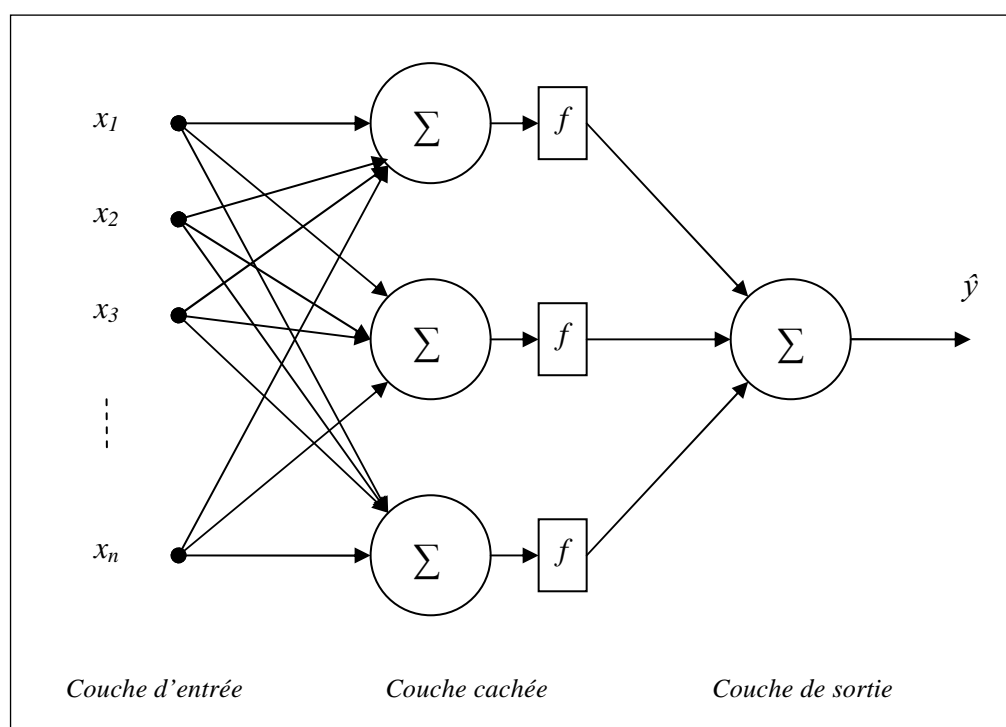 x1
∑
f
x2
x3
∑
f
∑
ŷ
xn
∑
f
Couche d'entrée
Couche cachée
Couche de sortie